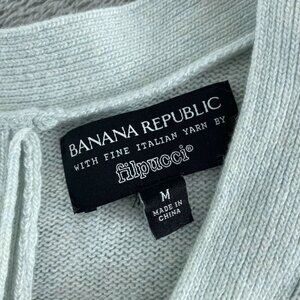 BANANA REPUBLIC
WITH FINE ITALIAN YARN BY
filpucci®
M
MADE IN
CHINA